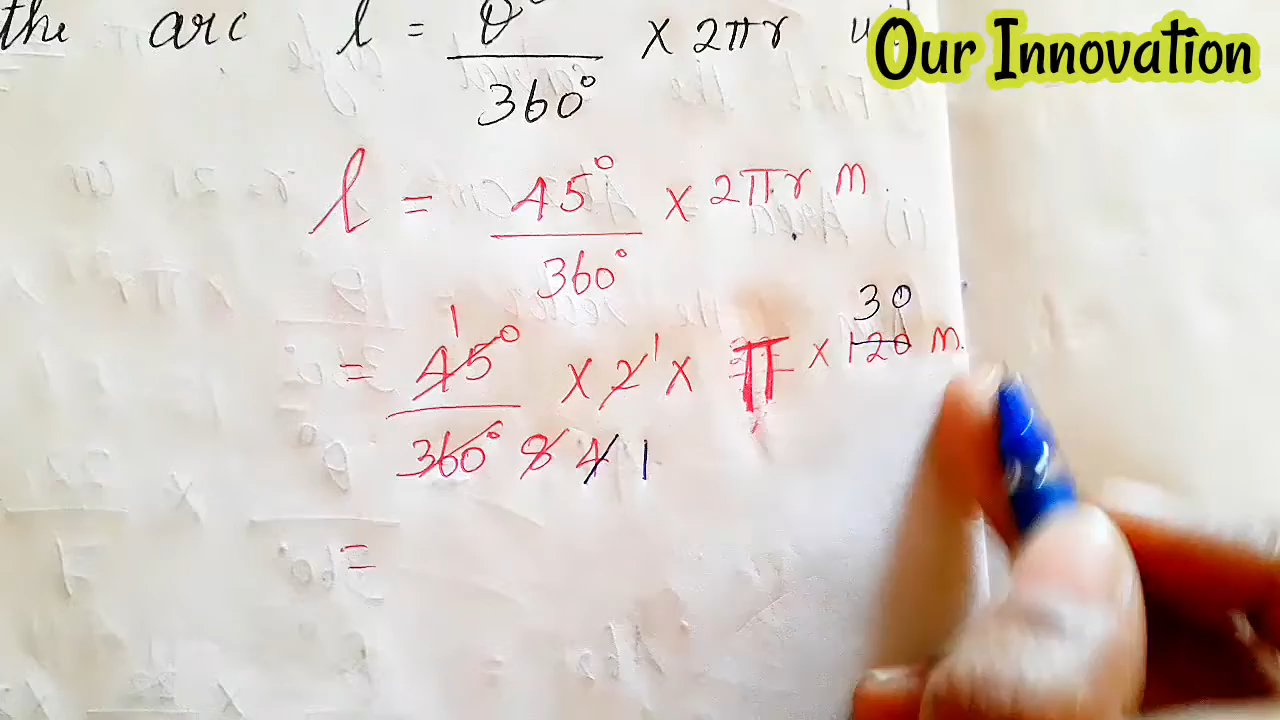 the arc l = θ° / 360° × 2πr
Our Innovation
l = 45° / 360° × 2πr m
= 45° 1 / 360° 8 4 1 × 2 1 × π × 120 30 m.
=